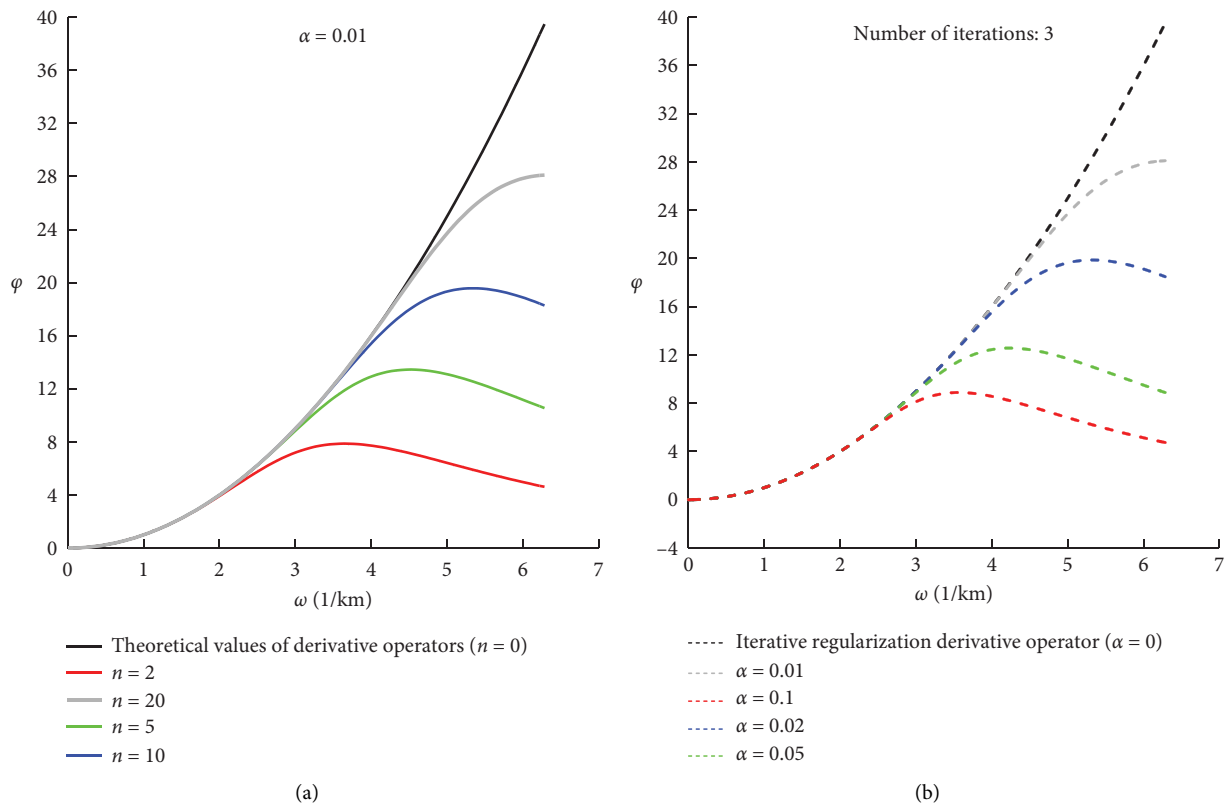 40
36
32
28
24
20
16
12
8
4
0
φ
α = 0.01
0 1 2 3 4 5 6 7
ω (1/km)
Theoretical values of derivative operators (n = 0)
n = 2
n = 20
n = 5
n = 10
(a)
40
36
32
28
24
20
16
12
8
4
0
–4
φ
Number of iterations: 3
0 1 2 3 4 5 6 7
ω (1/km)
Iterative regularization derivative operator (α = 0)
α = 0.01
α = 0.1
α = 0.02
α = 0.05
(b)